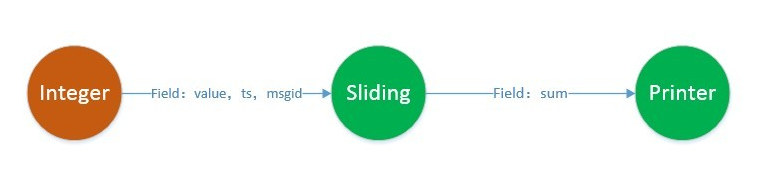 Integer
Field：value，ts，msgid
Sliding
Field：sum
Printer